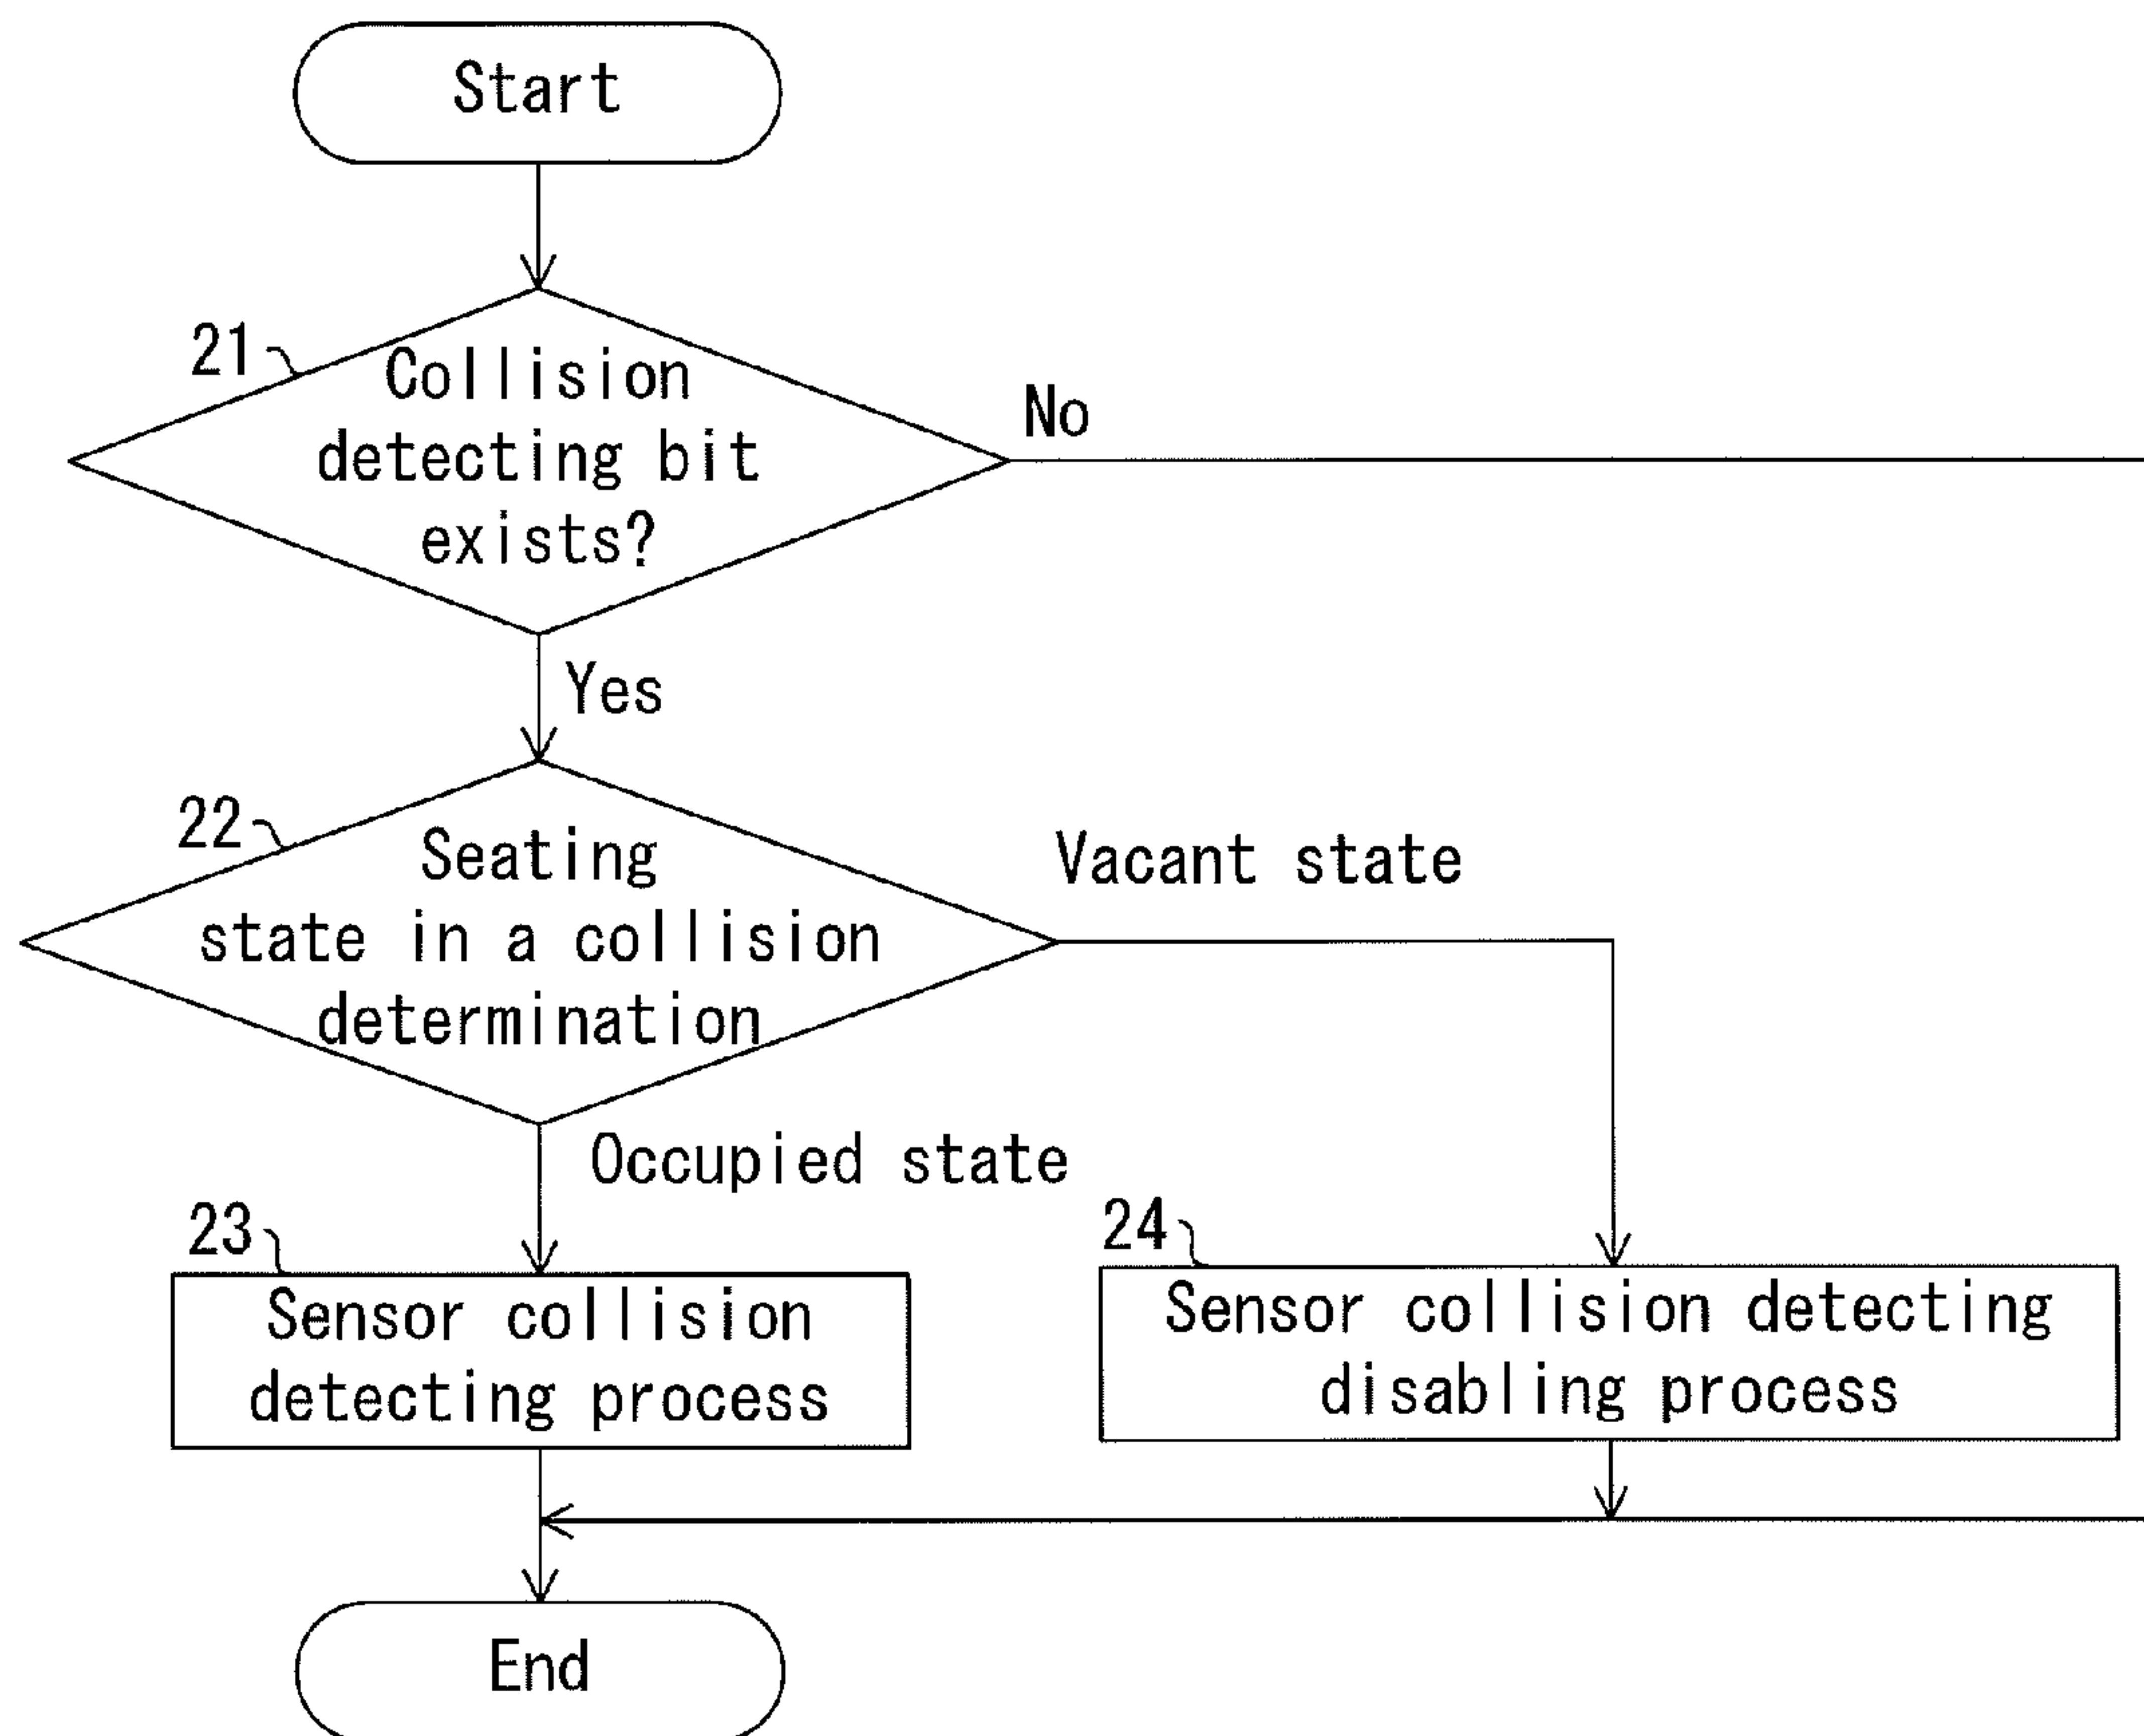 Start
21
Collision
detecting bit
exists?
No
Yes
22
Seating
state in a collision
determination
Vacant state
Occupied state
23
Sensor collision
detecting process
24
Sensor collision detecting
disabling process
End